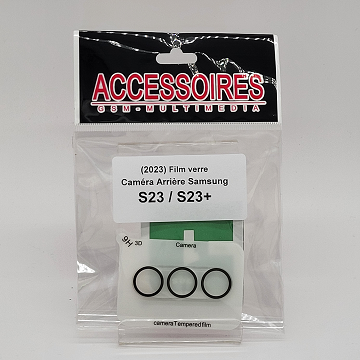 ACCESSOIRES
GSM-MULTIMEDIA
(2023) Film verre
Caméra Arrière Samsung
S23 / S23+
9H 3D
Camera
cameraTemperedfilm